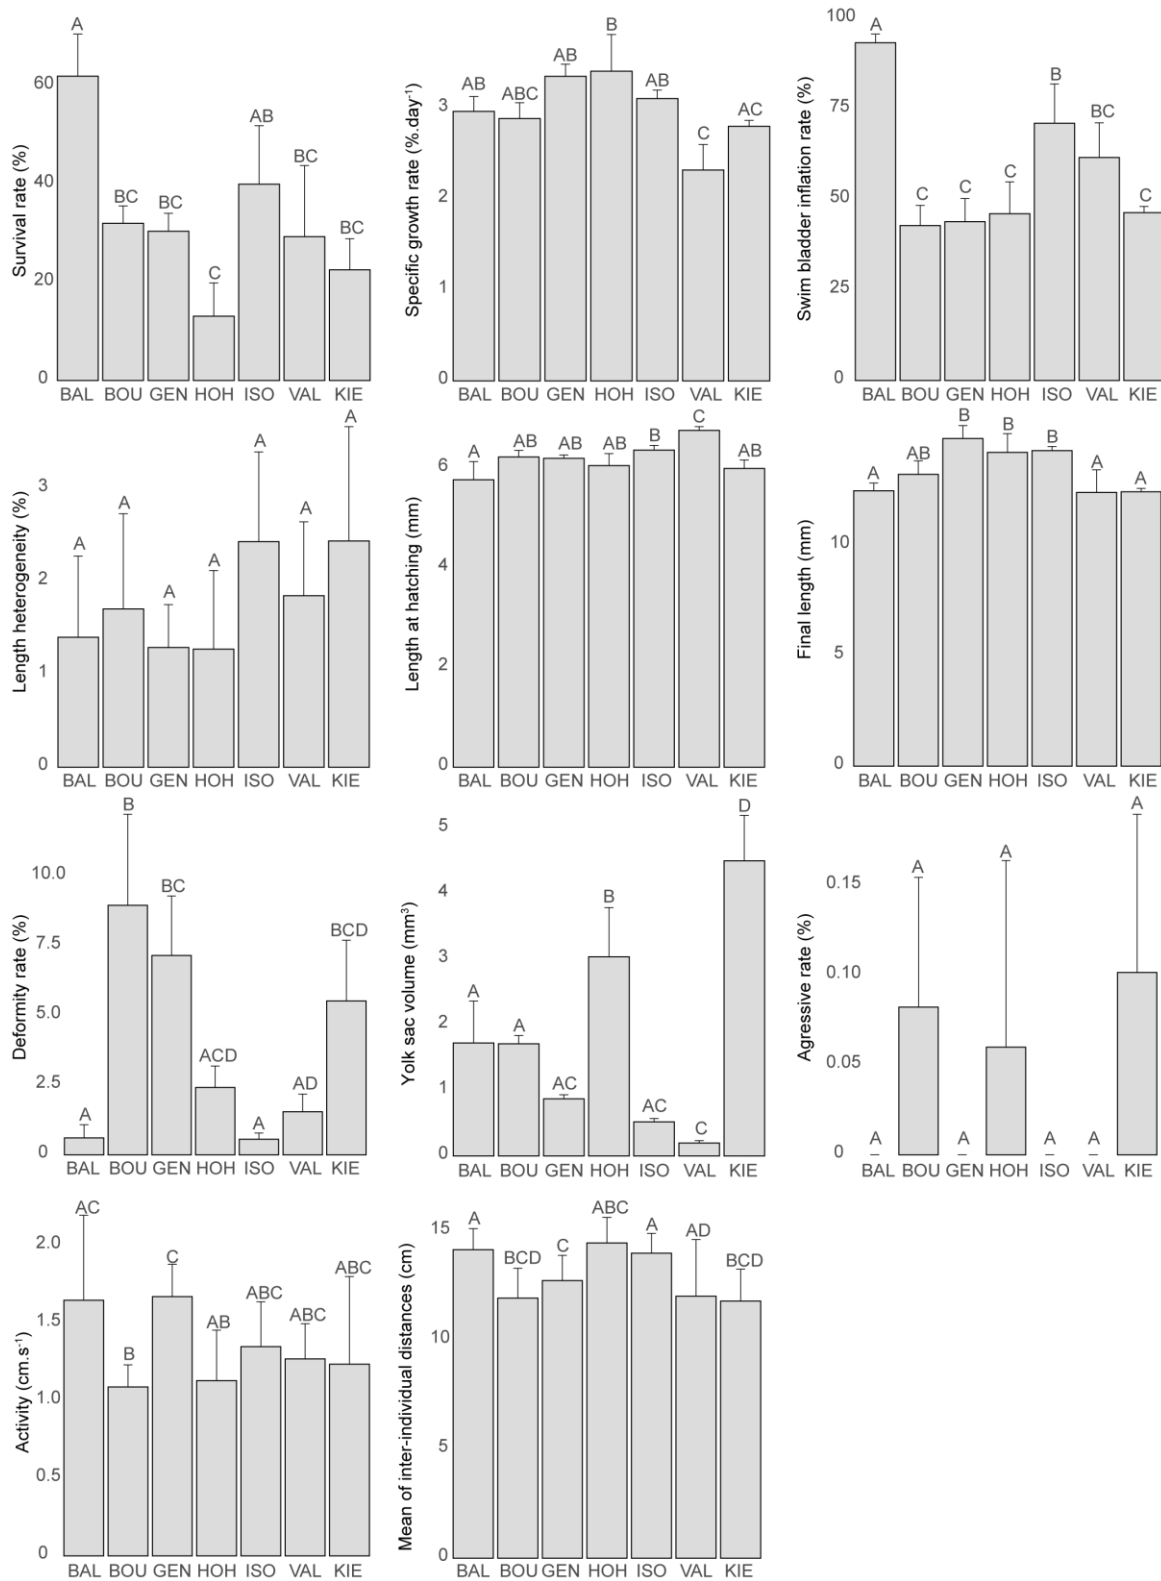 Survival rate (%)
60
40
20
0
A
BC
BC
C
AB
BC
BC
BAL BOU GEN HOH ISO VAL KIE
Specific growth rate (%.day⁻¹)
3
2
1
0
AB
ABC
AB
B
AB
C
AC
BAL BOU GEN HOH ISO VAL KIE
Swim bladder inflation rate (%)
100
75
50
25
0
A
C
C
C
B
BC
C
BAL BOU GEN HOH ISO VAL KIE
Length heterogeneity (%)
3
2
1
0
A
A
A
A
A
A
A
BAL BOU GEN HOH ISO VAL KIE
Length at hatching (mm)
6
4
2
0
A
AB
AB
AB
B
C
AB
BAL BOU GEN HOH ISO VAL KIE
Final length (mm)
10
5
0
A
AB
B
B
B
A
A
BAL BOU GEN HOH ISO VAL KIE
Deformity rate (%)
10.0
7.5
5.0
2.5
0
A
B
BC
ACD
A
AD
BCD
BAL BOU GEN HOH ISO VAL KIE
Yolk sac volume (mm³)
5
4
3
2
1
0
A
A
AC
B
AC
C
D
BAL BOU GEN HOH ISO VAL KIE
Agressive rate (%)
0.15
0.10
0.05
0
A
A
A
A
A
A
A
BAL BOU GEN HOH ISO VAL KIE
Activity (cm.s⁻¹)
2.0
1.5
1.0
0.5
0
AC
B
C
AB
ABC
ABC
ABC
BAL BOU GEN HOH ISO VAL KIE
Mean of inter-individual distances (cm)
15
10
5
0
A
BCD
C
ABC
A
AD
BCD
BAL BOU GEN HOH ISO VAL KIE